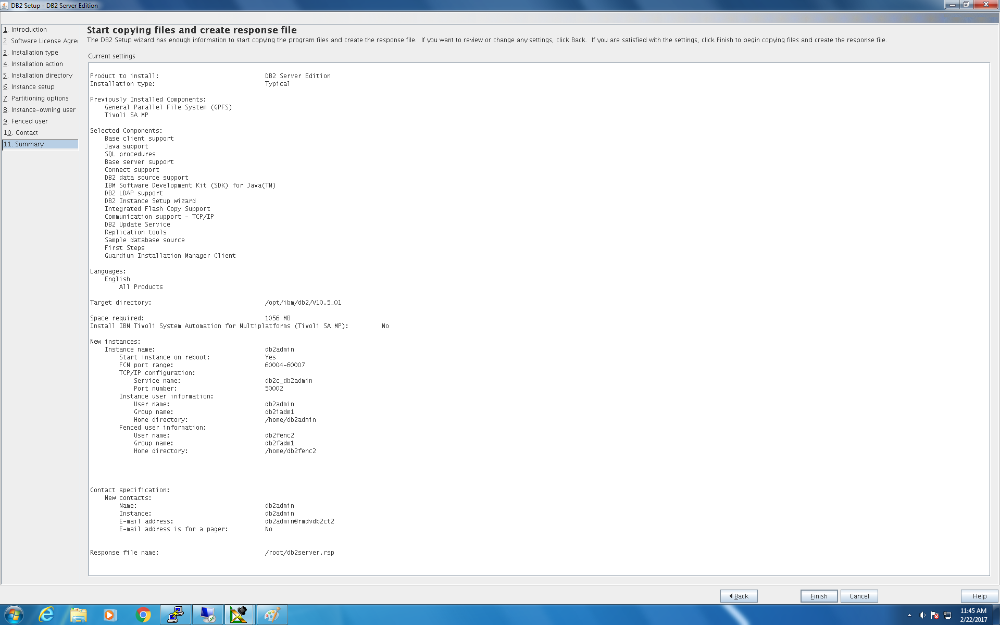 DB2 Setup - DB2 Server Edition
1. Introduction
2. Software License Agree
3. Installation type
4. Installation action
5. Installation directory
6. Instance setup
7. Partitioning options
8. Instance-owning user
9. Fenced user
10. Contact
11. Summary
Start copying files and create response file
The DB2 Setup wizard has enough information to start copying the program files and create the response file. If you want to review or change any settings, click Back. If you are satisfied with the settings, click Finish to begin copying files and create the response file.
Current settings
Product to install: DB2 Server Edition
Installation type: Typical
Previously Installed Components:
General Parallel File System (GPFS)
Tivoli SA MP
Selected Components:
Base client support
Java support
SQL procedures
Base server support
Connect support
DB2 data source support
IBM Software Development Kit (SDK) for Java(TM)
DB2 LDAP support
DB2 Instance Setup wizard
Integrated Flash Copy Support
Communication support - TCP/IP
DB2 Update Service
Replication tools
Sample database source
First Steps
Guardium Installation Manager Client
Languages:
English
All Products
Target directory: /opt/ibm/db2/V10.5_01
Space required: 1056 MB
Install IBM Tivoli System Automation for Multiplatforms (Tivoli SA MP): No
New instances:
Instance name: db2admin
Start instance on reboot: Yes
FCM port range: 60004-60007
TCP/IP configuration:
Service name: db2c_db2admin
Port number: 50002
Instance user information:
User name: db2admin
Group name: db2iadm1
Home directory: /home/db2admin
Fenced user information:
User name: db2fenc2
Group name: db2fadm1
Home directory: /home/db2fenc2
Contact specification:
New contacts:
Name: db2admin
Instance: db2admin
E-mail address: db2admin@rmdvdb2ct2
E-mail address is for a pager: No
Response file name: /root/db2server.rsp
Back Finish Cancel Help
11:45 AM
2/22/2017